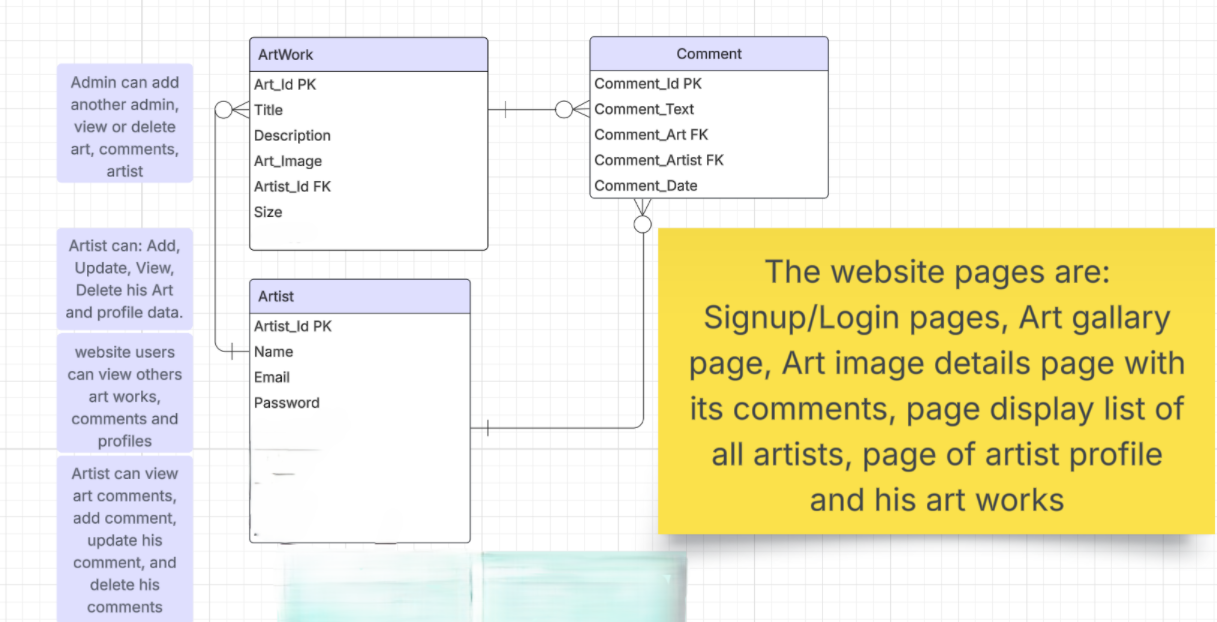 Admin can add
another admin,
view or delete
art, comments,
artist
Artist can: Add,
Update, View,
Delete his Art
and profile data.
website users
can view others
art works,
comments and
profiles
Artist can view
art comments,
add comment,
update his
comment, and
delete his
comments
ArtWork
Art_Id PK
Title
Description
Art_Image
Artist_Id FK
Size
Artist
Artist_Id PK
Name
Email
Password
Comment
Comment_Id PK
Comment_Text
Comment_Art FK
Comment_Artist FK
Comment_Date
The website pages are:
Signup/Login pages, Art gallary
page, Art image details page with
its comments, page display list of
all artists, page of artist profile
and his art works